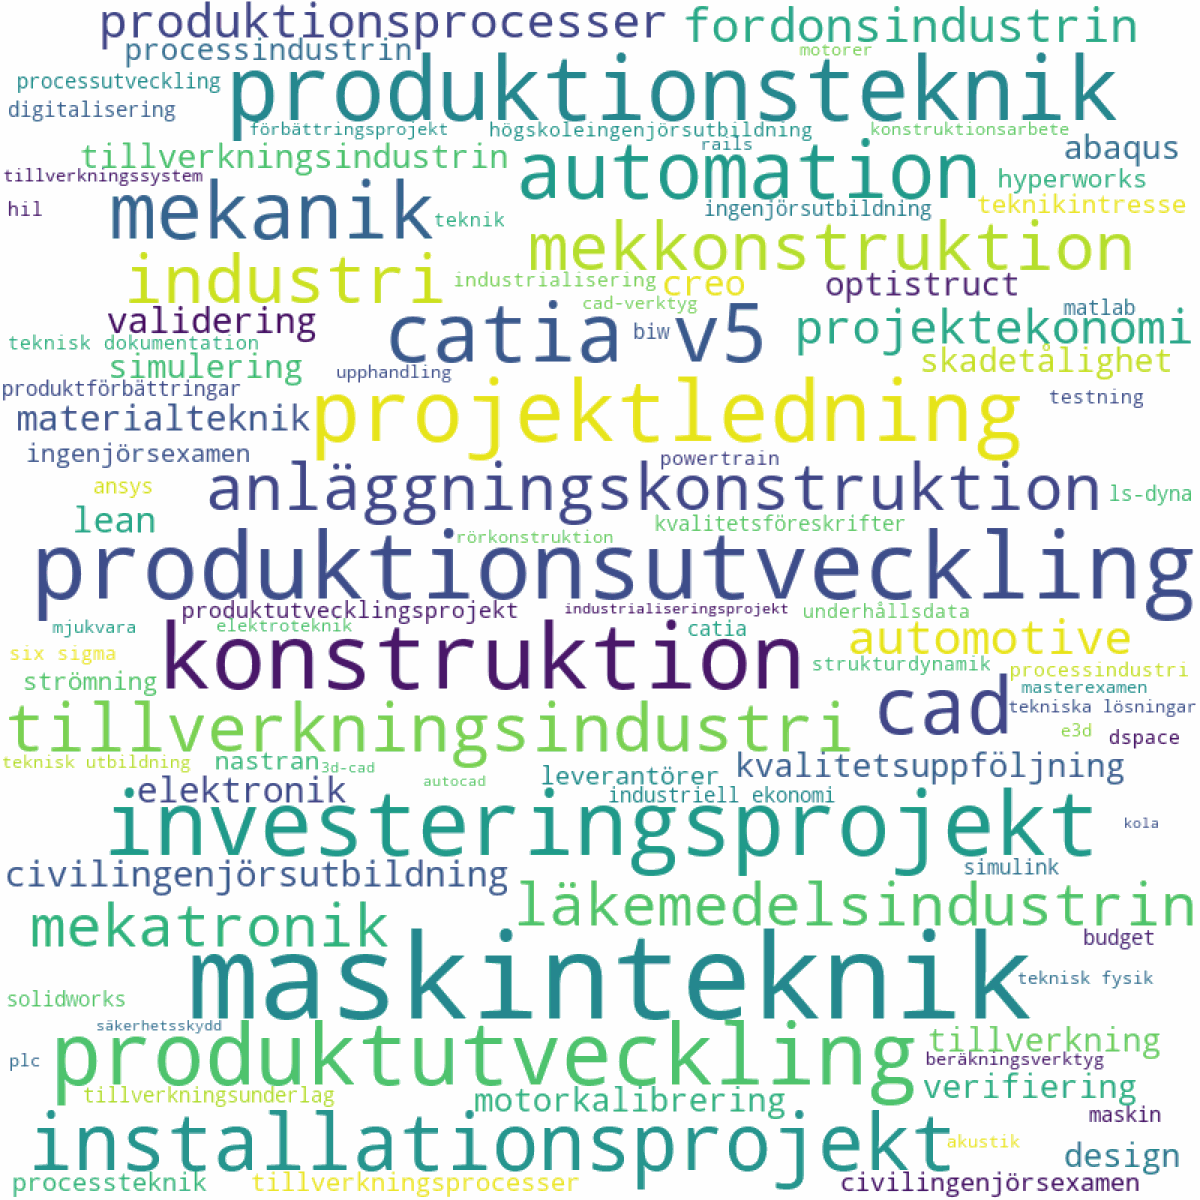 produktionsprocesser
fordonsindustrin
processindustrin
motorer
processutveckling
produktionsteknik
digitalisering
förbättringsprojekt
högskoleingenjörsutbildning
konstruktionsarbete
tillverkningsindustrin
rails
abaqus
automation
tillverkningssystem
hyperworks
mekanik
hil
teknik
ingenjörsutbildning
teknikintresse
mekkonstruktion
industri
industrialisering
creo
optistruct
cad-verktyg
matlab
validering
catia v5
biw
projektekonomi
teknisk dokumentation
simulering
upphandling
skadetålighet
produktförbättringar
projektledning
testning
materialteknik
ingenjörsexamen
powertrain
ansys
anläggningskonstruktion
ls-dyna
lean
kvalitetsföreskrifter
rörkonstruktion
produktionsutveckling
produktutvecklingsprojekt
industrialiseringsprojekt
underhållsdata
mjukvara
elektroteknik
catia
automotive
six sigma
konstruktion
strukturdynamik
processindustri
strömning
masterexamen
cad
tekniska lösningar
tillverkningsindustri
e3d
dspace
teknisk utbildning
nastran
3d-cad
autocad
leverantörer
kvalitetsuppföljning
elektronik
industriell ekonomi
investeringsprojekt
kola
civilingenjörsutbildning
simulink
läkemedelsindustrin
mekatronik
budget
maskinteknik
teknisk fysik
solidworks
säkerhetsskydd
tillverkning
plc
produktutveckling
beräkningsverktyg
verifiering
tillverkningsunderlag
motorkalibrering
maskin
installationsprojekt
akustik
design
processteknik
tillverkningsprocesser
civilingenjörsexamen